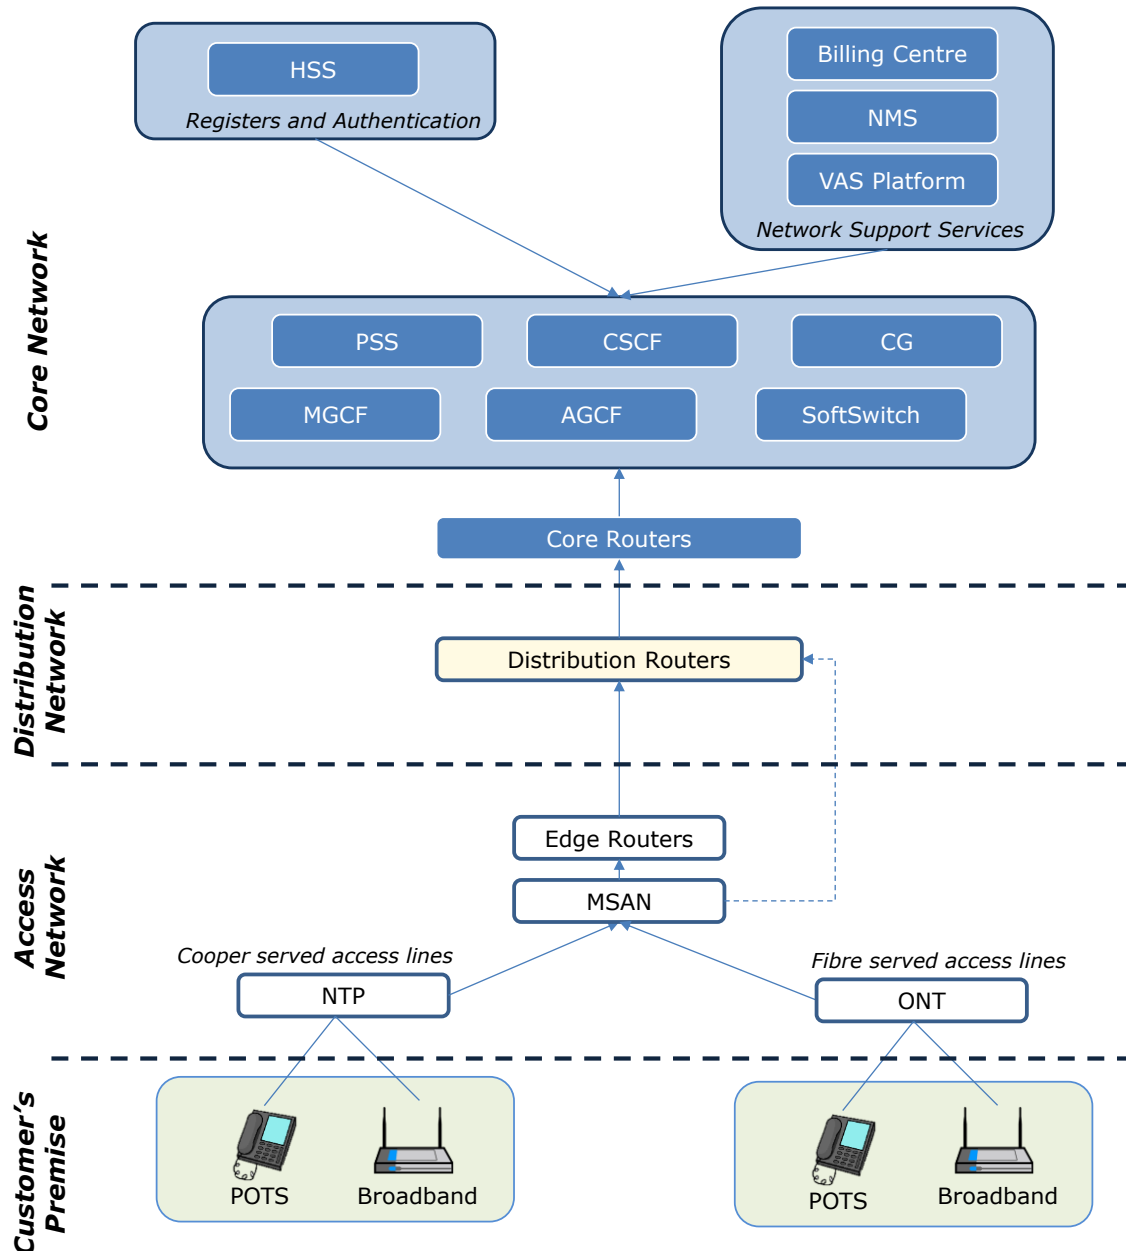 HSS
Registers and Authentication
Billing Centre
NMS
VAS Platform
Network Support Services
Core Network
PSS
CSCF
CG
MGCF
AGCF
SoftSwitch
Core Routers
Distribution
Network
Distribution Routers
Access
Network
Edge Routers
MSAN
Cooper served access lines
NTP
Fibre served access lines
ONT
Customer’s
Premise
POTS
Broadband
POTS
Broadband